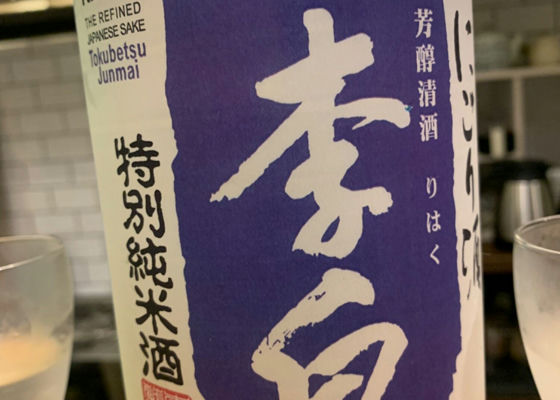 THE REFINED
JAPANESE SAKE
Tokubetsu
Junmai
特別純米酒
李白
芳醇清酒 りはく
にごり酒